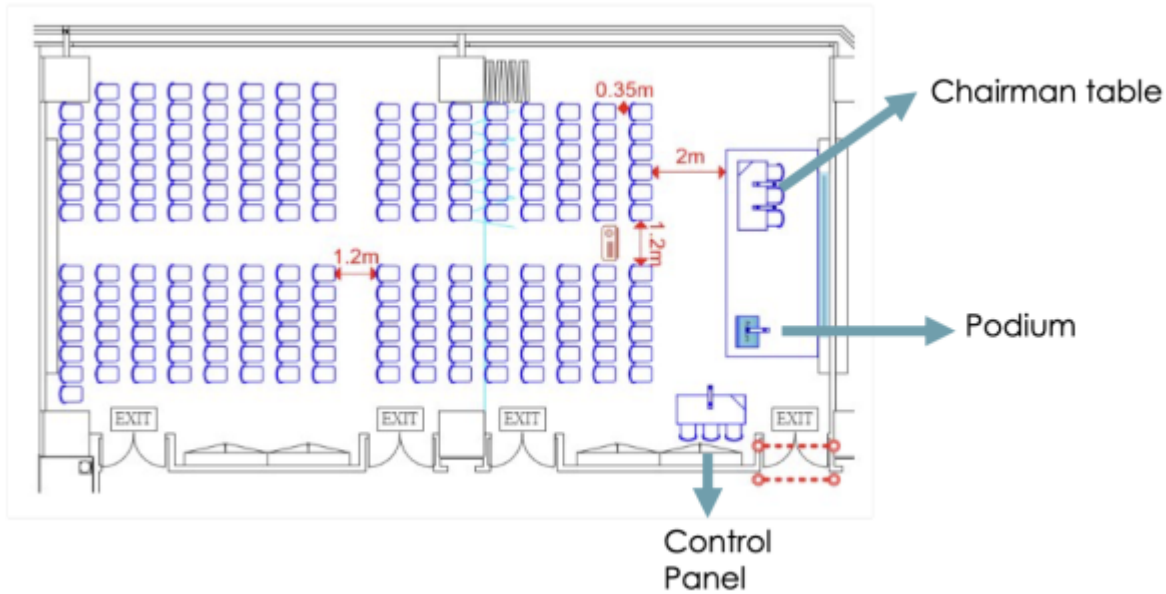 0.35m
Chairman table
2m
1.2m
1.2m
Podium
EXIT
EXIT
EXIT
EXIT
Control
Panel